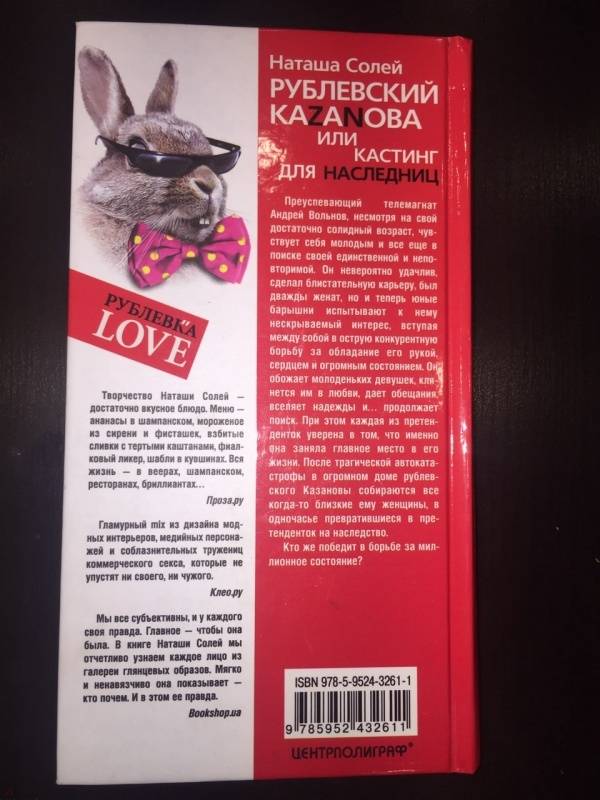 Наташа Солей
РУБЛЕВСКИЙ
КАZАNОВА
ИЛИ
КАСТИНГ
ДЛЯ НАСЛЕДНИЦ
Преуспевающий телемагнат
Андрей Вольнов, несмотря на свой
достаточно солидный возраст, чув-
ствует себя молодым и все еще в
поиске своей единственной и непо-
вторимой. Он невероятно удачлив,
сделал блистательную карьеру, был
дважды женат, но и теперь юные
барышни испытывают к нему
нескрываемый интерес, вступая
между собой в острую конкурентную
борьбу за обладание его рукой,
сердцем и огромным состоянием. Он
обожает молоденьких девушек, кля-
нется им в любви, дает обещания,
вселяет надежды и... продолжает
поиск. При этом каждая из претен-
денток уверена в том, что именно
она заняла главное место в его
жизни. После трагической автоката-
строфы в огромном доме рублев-
ского Казановы собираются все
когда-то близкие ему женщины, в
одночасье превратившиеся в пре-
тенденток на наследство.
Кто же победит в борьбе за мил-
лионное состояние?
РУБЛЕВКА
LOVE
Творчество Наташи Солей —
достаточно вкусное блюдо. Меню —
ананасы в шампанском, мороженое
из сирени и фисташек, взбитые
сливки с тертыми каштанами, фиал-
ковый ликер, шабли в кувшинах. Вся
жизнь — в веерах, шампанском,
ресторанах, бриллиантах...
Проза.ру
Гламурный mix из дизайна мод-
ных интерьеров, медийных персона-
жей и соблазнительных тружениц
коммерческого секса, которые не
упустят ни своего, ни чужого.
Клео.ру
Мы все субъективны, и у каждого
своя правда. Главное — чтобы она
была. В книге Наташи Солей мы
отчетливо узнаем каждое лицо из
галереи глянцевых образов. Мягко
и ненавязчиво она показывает —
кто почем. И в этом ее правда.
Bookshop.ua
ISBN 978-5-9524-3261-1
9 785952 432611
ЦЕНТРПОЛИГРАФ®